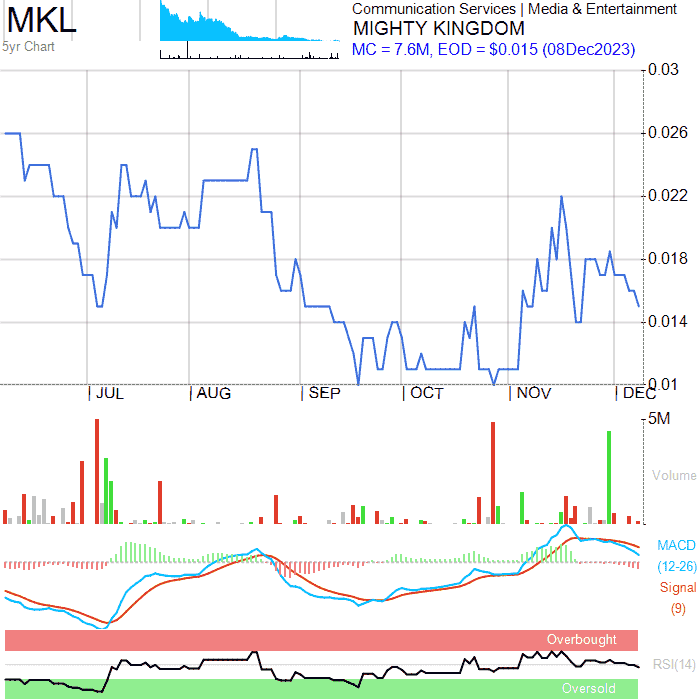 MKL
5yr Chart
Communication Services | Media & Entertainment
MIGHTY KINGDOM
MC = 7.6M, EOD = $0.015 (08Dec2023)
0.03
0.026
0.022
0.018
0.014
0.01
JUL AUG SEP OCT NOV DEC
5M
Volume
MACD
(12-26)
Signal
(9)
Overbought
RSI(14)
Oversold